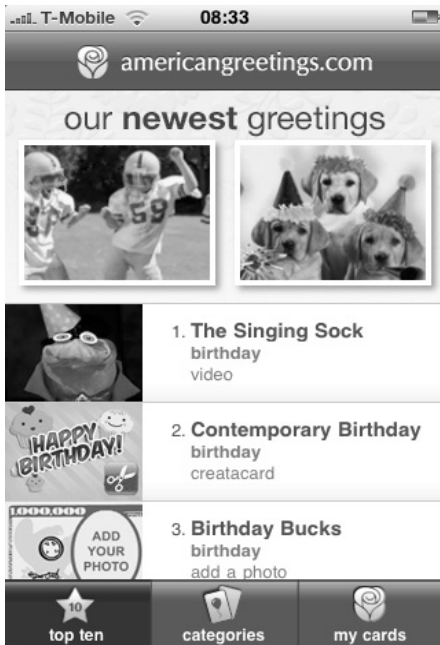 T-Mobile 08:33
americangreetings.com
our newest greetings
59
1. The Singing Sock
birthday
video
HAPPY
BIRTHDAY!
2. Contemporary Birthday
birthday
creatacard
1,000,000
ADD
YOUR
PHOTO
3. Birthday Bucks
birthday
add a photo
10
top ten
categories
my cards